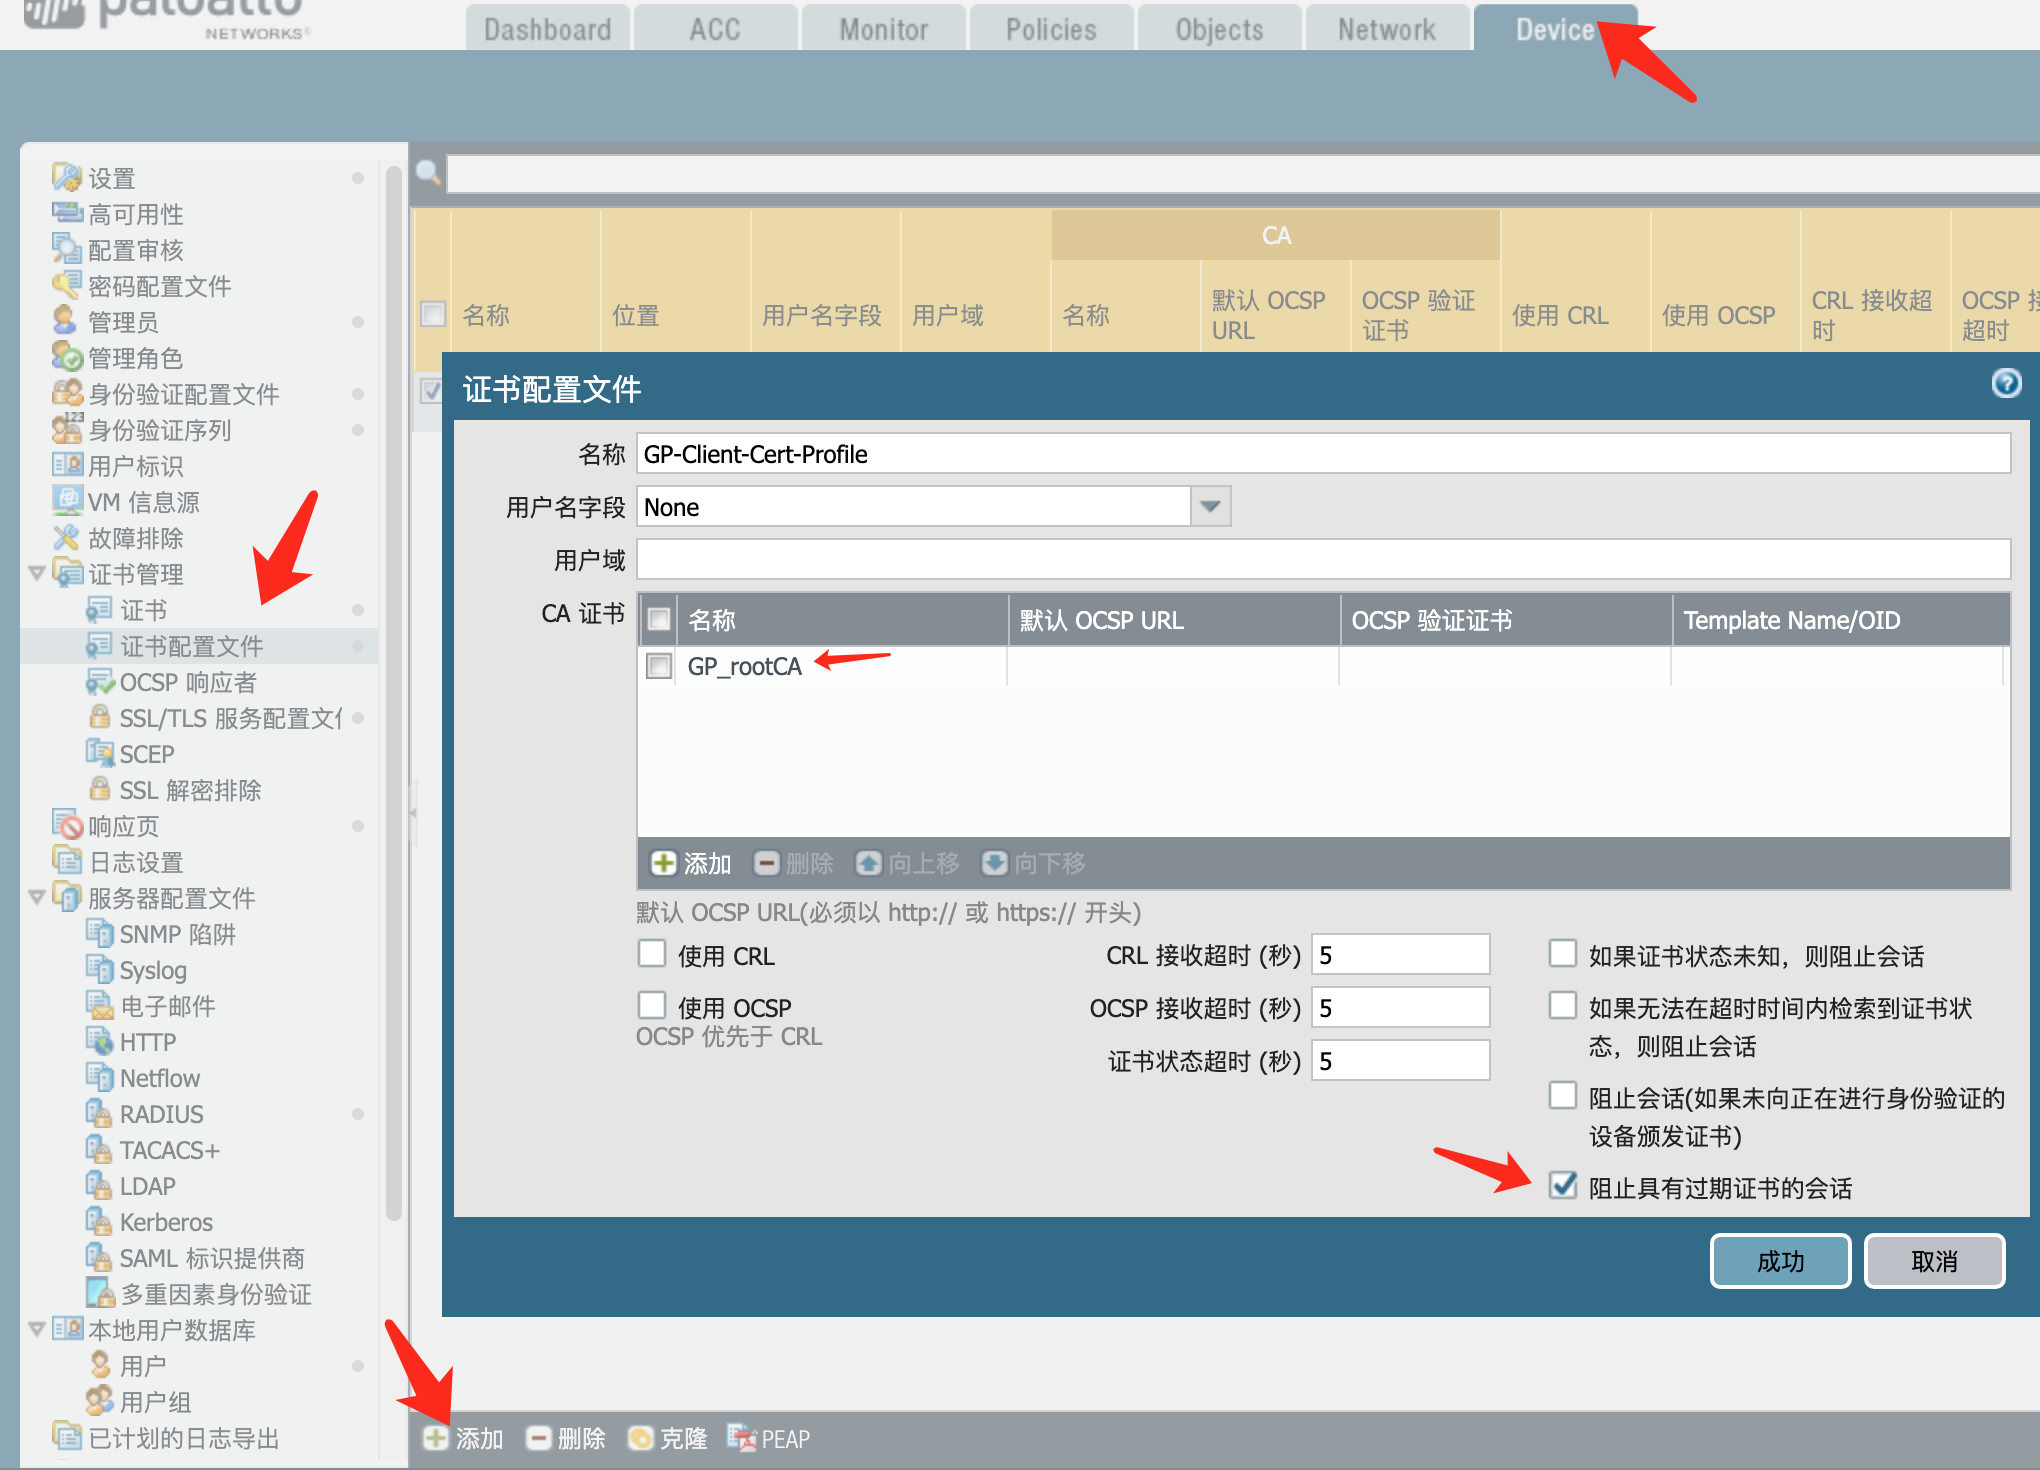 paloalto
NETWORKS
Dashboard
ACC
Monitor
Policies
Objects
Network
Device
设置
高可用性
配置审核
密码配置文件
管理员
管理角色
身份验证配置文件
身份验证序列
用户标识
VM 信息源
故障排除
证书管理
证书
证书配置文件
OCSP 响应者
SSL/TLS 服务配置文
SCEP
SSL 解密排除
响应页
日志设置
服务器配置文件
SNMP 陷阱
Syslog
电子邮件
HTTP
Netflow
RADIUS
TACACS+
LDAP
Kerberos
SAML 标识提供商
多重因素身份验证
本地用户数据库
用户
用户组
已计划的日志导出
CA
名称
位置
用户名字段
用户域
名称
默认 OCSP
URL
OCSP 验证
证书
使用 CRL
使用 OCSP
CRL 接收超
时
OCSP 接
超时
证书配置文件
名称 GP-Client-Cert-Profile
用户名字段 None
用户域
CA 证书
名称
默认 OCSP URL
OCSP 验证证书
Template Name/OID
GP_rootCA
添加 删除 向上移 向下移
默认 OCSP URL(必须以 http:// 或 https:// 开头)
使用 CRL
使用 OCSP
OCSP 优先于 CRL
CRL 接收超时 (秒) 5
OCSP 接收超时 (秒) 5
证书状态超时 (秒) 5
如果证书状态未知，则阻止会话
如果无法在超时时间内检索到证书状
态，则阻止会话
阻止会话(如果未向正在进行身份验证的
设备颁发证书)
阻止具有过期证书的会话
成功
取消
添加 删除 克隆 PEAP